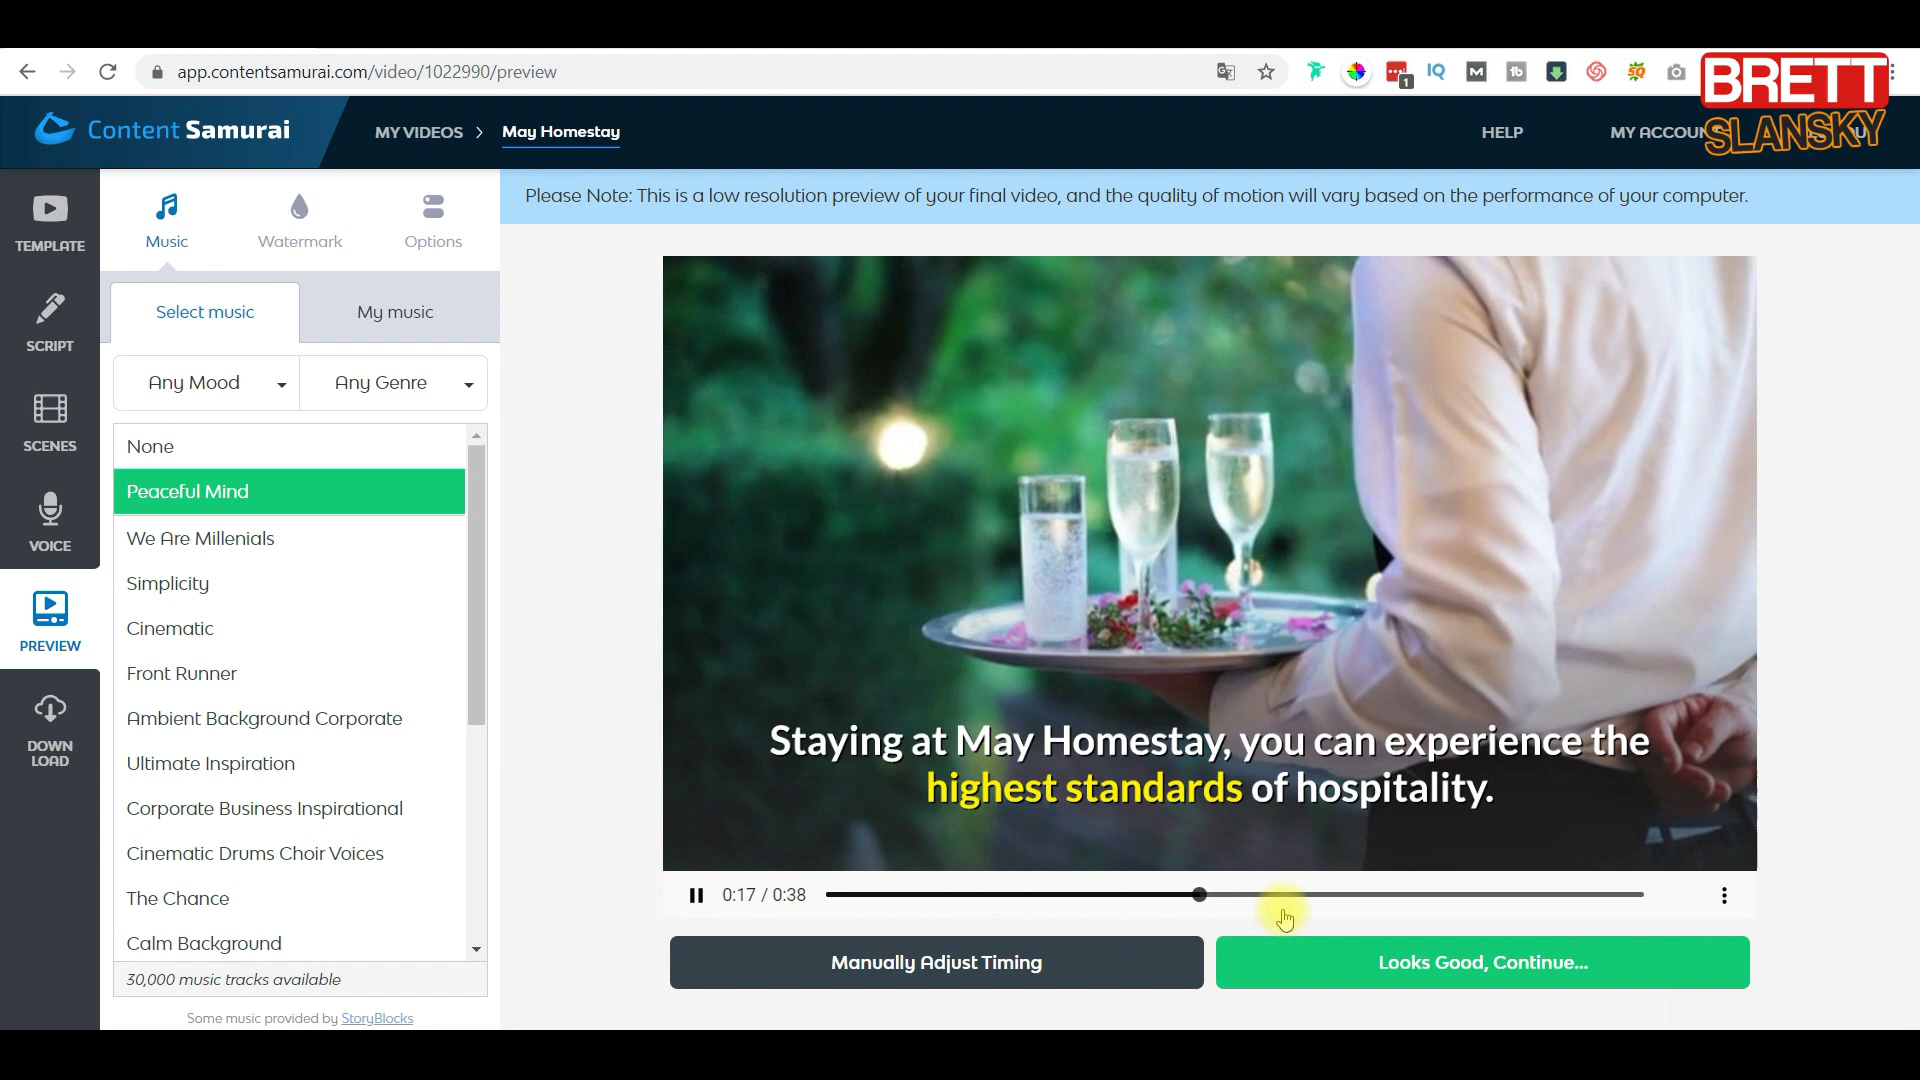 app.contentsamurai.com/video/1022990/preview
1
IQ
M
BRETT
SLANSKY
Content Samurai
MY VIDEOS > May Homestay
HELP
MY ACCOUN
TEMPLATE
SCRIPT
SCENES
VOICE
PREVIEW
DOWN
LOAD
Music
Watermark
Options
Please Note: This is a low resolution preview of your final video, and the quality of motion will vary based on the performance of your computer.
Select music
My music
Any Mood
Any Genre
None
Peaceful Mind
We Are Millenials
Simplicity
Cinematic
Front Runner
Ambient Background Corporate
Ultimate Inspiration
Corporate Business Inspirational
Cinematic Drums Choir Voices
The Chance
Calm Background
30,000 music tracks available
Some music provided by StoryBlocks
Staying at May Homestay, you can experience the
highest standards of hospitality.
0:17 / 0:38
Manually Adjust Timing
Looks Good, Continue...